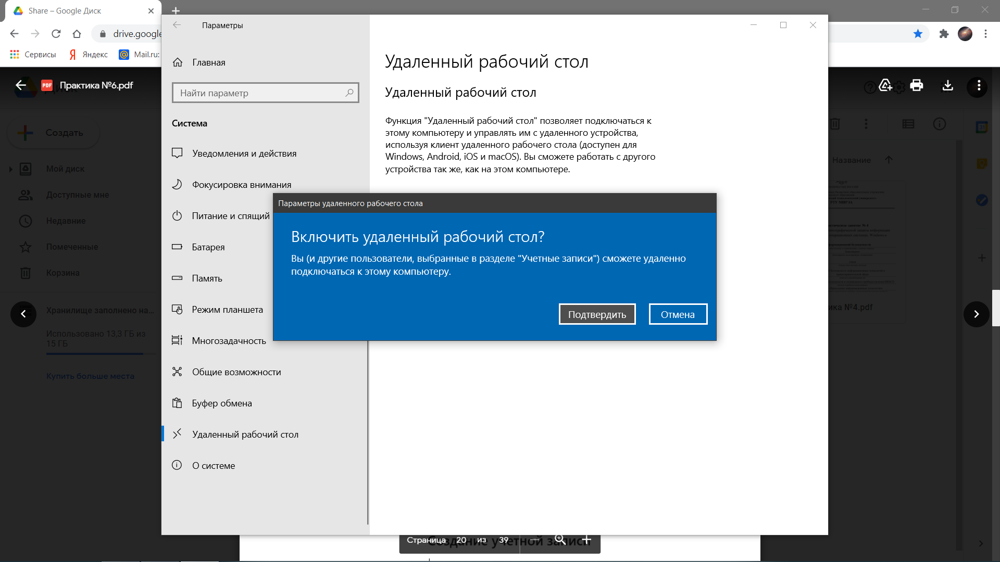 Share – Google Диск
drive.google
Сервисы
Яндекс
Mail.ru:
PDF
Практика №6.pdf
Создать
Мой диск
Доступные мне
Недавние
Помеченные
Корзина
Хранилище заполнено на...
Использовано 13,3 ГБ из
15 ГБ
Купить больше места
Параметры
Главная
Найти параметр
Система
Уведомления и действия
Фокусировка внимания
Питание и спящий
Батарея
Память
Режим планшета
Многозадачность
Общие возможности
Буфер обмена
Удаленный рабочий стол
О системе
Удаленный рабочий стол
Удаленный рабочий стол
Функция "Удаленный рабочий стол" позволяет подключаться к
этому компьютеру и управлять им с удаленного устройства,
используя клиент удаленного рабочего стола (доступен для
Windows, Android, iOS и macOS). Вы сможете работать с другого
устройства так же, как на этом компьютере.
Параметры удаленного рабочего стола
Включить удаленный рабочий стол?
Вы (и другие пользователи, выбранные в разделе "Учетные записи") сможете удаленно
подключаться к этому компьютеру.
Подтвердить
Отмена
Название
ика №4.pdf
Страница 20 из 39
Создание учетной записи